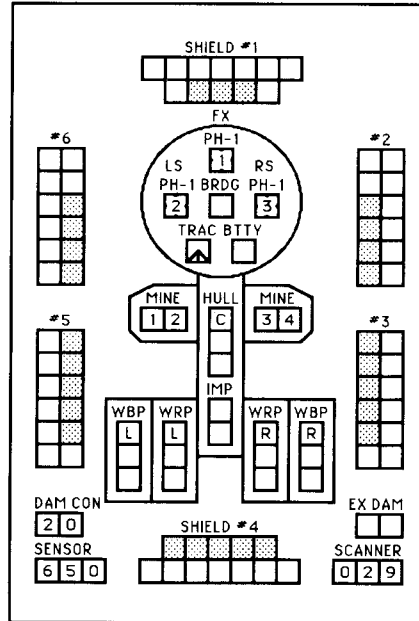 SHIELD #1
FX
PH-1
1
#6
#2
LS
RS
PH-1 BRDG PH-1
2
3
TRAC BTTY
MINE HULL MINE
1 2 C 3 4
#5
#3
IMP
WBP WRP WRP WBP
L L R R
DAM CON
2 0
EX DAM
SHIELD #4
SENSOR
6 5 0
SCANNER
0 2 9